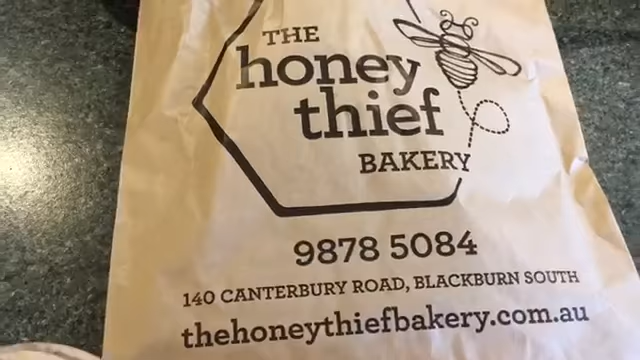 THE
honey
thief
BAKERY
9878 5084
140 CANTERBURY ROAD, BLACKBURN SOUTH
thehoneythiefbakery.com.au